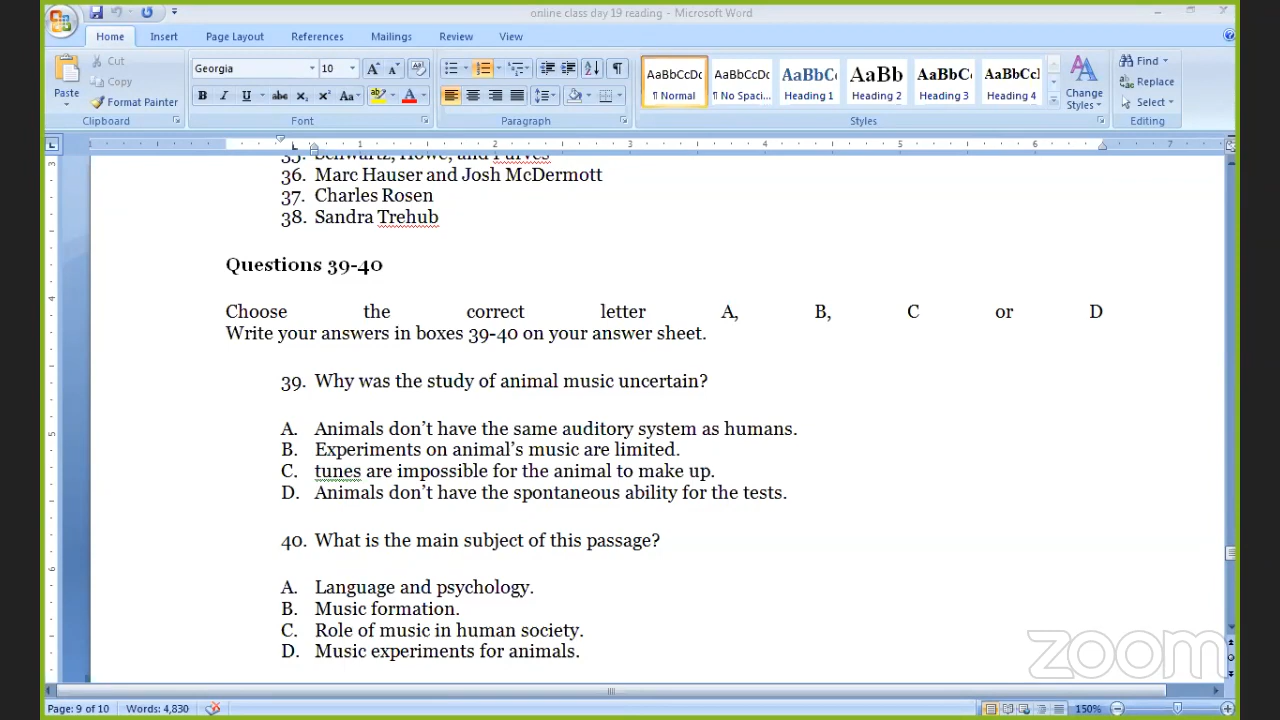 online class day 19 reading - Microsoft Word
Home Insert Page Layout References Mailings Review View
Paste
Cut
Copy
Format Painter
Clipboard
Georgia 10
Font
Paragraph
AaBbCcDc AaBbCcDc AaBbC AaBb AaBbC AaBbCcI
¶ Normal ¶ No Spaci... Heading 1 Heading 2 Heading 3 Heading 4
Change Styles
Styles
Find
Replace
Select
Editing
35. Schwartz, Howe, and Purves
36. Marc Hauser and Josh McDermott
37. Charles Rosen
38. Sandra Trehub
Questions 39-40
Choose the correct letter A, B, C or D
Write your answers in boxes 39-40 on your answer sheet.
39. Why was the study of animal music uncertain?
A. Animals don’t have the same auditory system as humans.
B. Experiments on animal’s music are limited.
C. tunes are impossible for the animal to make up.
D. Animals don’t have the spontaneous ability for the tests.
40. What is the main subject of this passage?
A. Language and psychology.
B. Music formation.
C. Role of music in human society.
D. Music experiments for animals.
zoom
Page: 9 of 10 Words: 4,830 150%